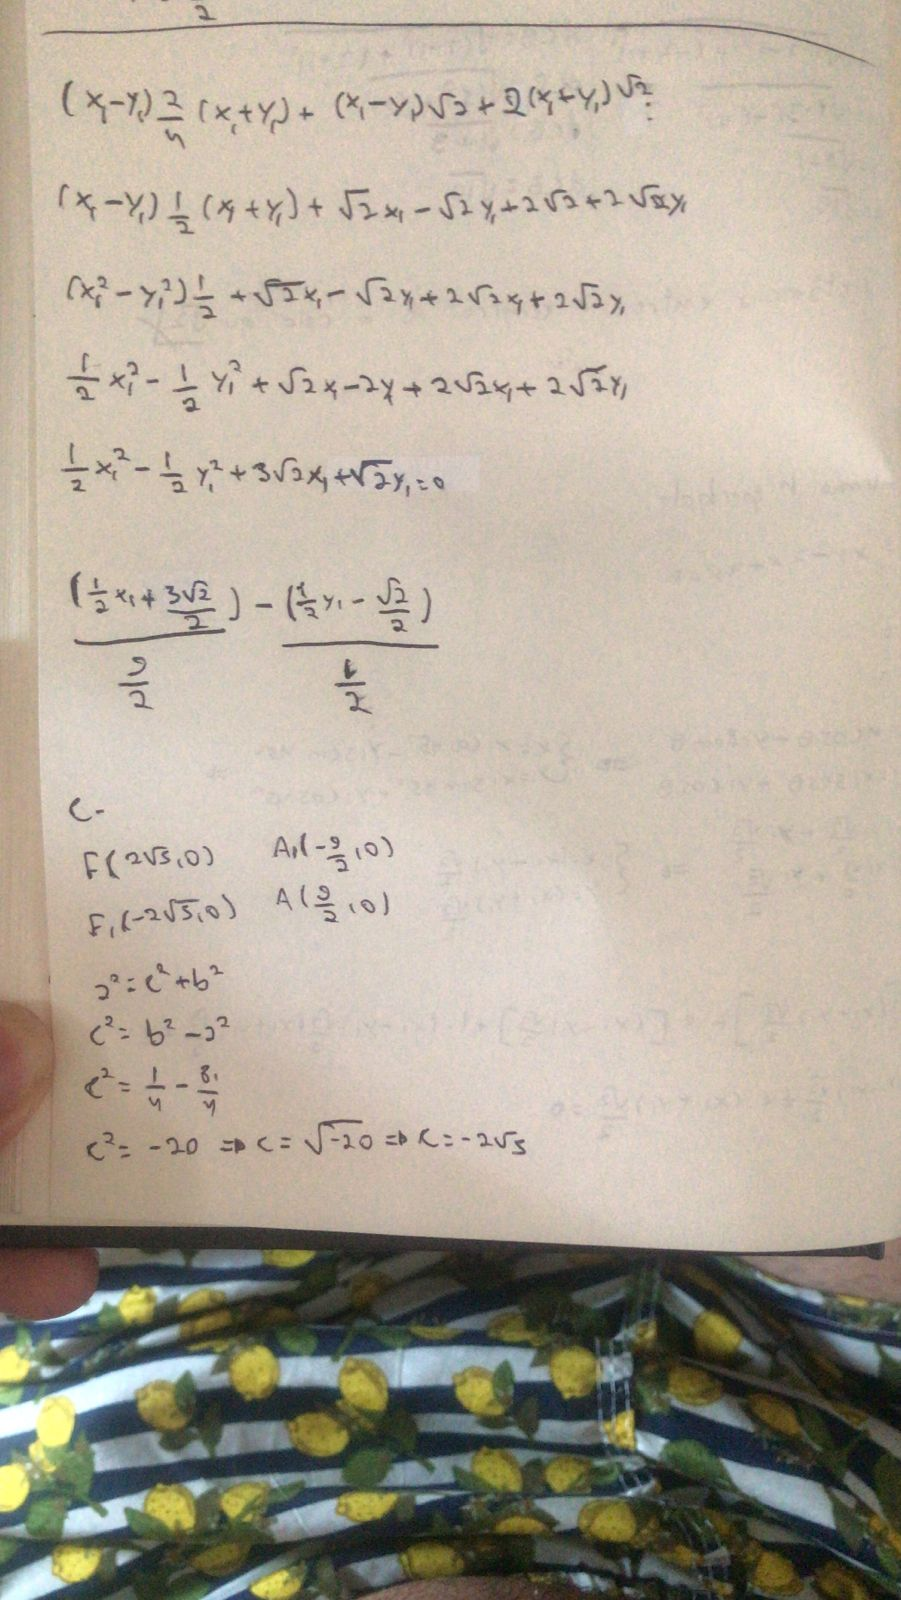 2
(x₁-y₁) 2/4 (x₁+y₁) + (x₁-y₁)√2 + 2(x₁+y₁)√2 :
(x₁-y₁) 1/2 (x₁+y₁) + √2x₁ - √2y₁ + 2√2 + 2√2y₁
(x₁²-y₁²) 1/2 + √2x₁ - √2y₁ + 2√2x₁ + 2√2y₁
1/2 x₁² - 1/2 y₁² + √2x₁ - 2y + 2√2x₁ + 2√2y₁
1/2 x₁² - 1/2 y₁² + 3√2x₁ + √2y₁ = 0
(1/2 x₁ + 3√2/2) / 9/2 - (1/2 y₁ - √2/2) / 1/2
C-
F(2√5,0) A₁(-9/2,0)
F₁(-2√5,0) A(9/2,0)
a² = c² + b²
c² = b² - a²
c² = 1/4 - 81/4
c² = -20 ⇒ c = √-20 ⇒ c = -2√5